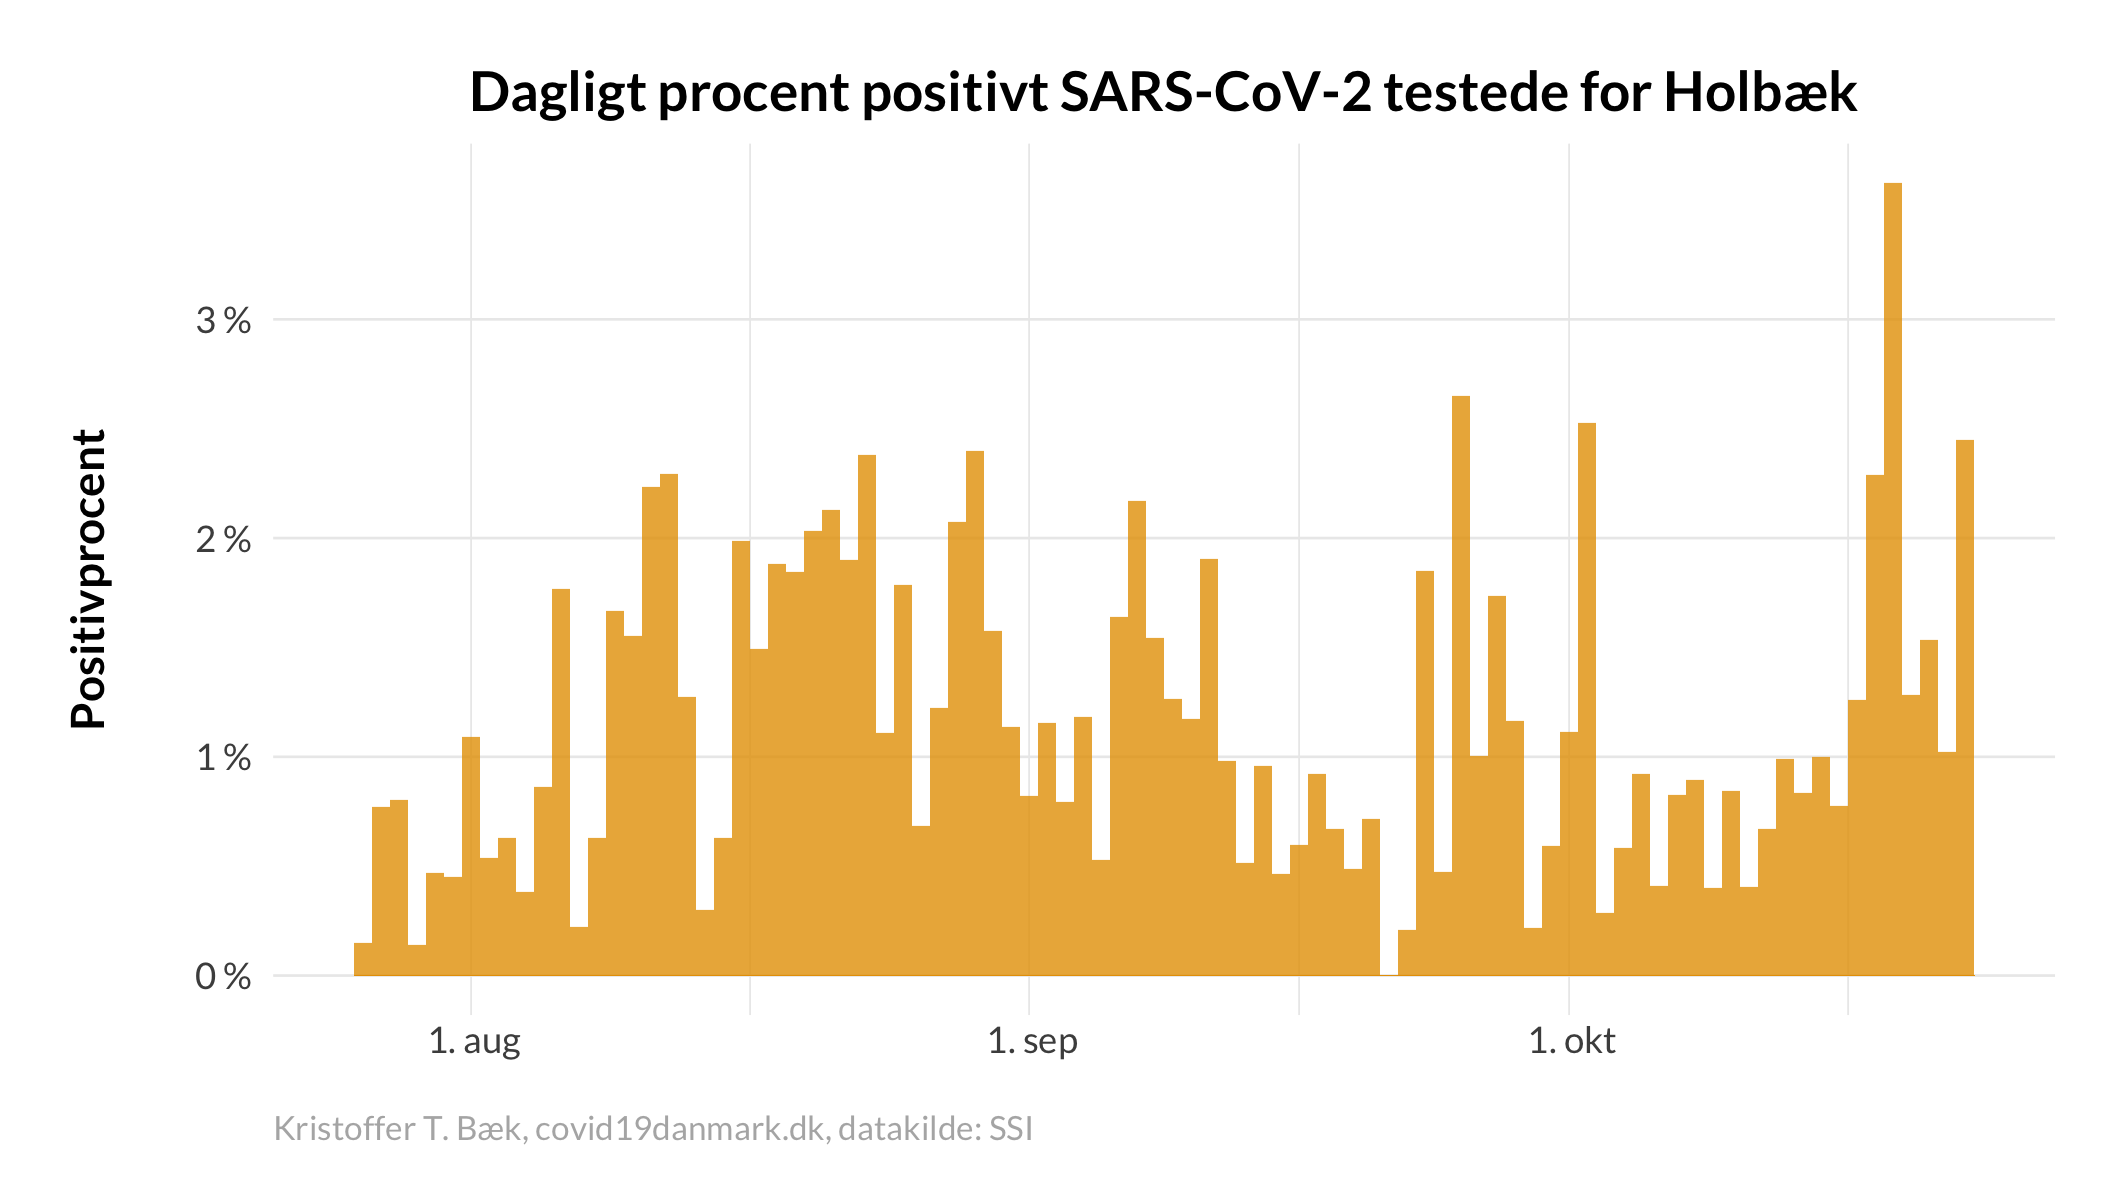 Dagligt procent positivt SARS-CoV-2 testede for Holbæk
Positivprocent
3 %
2 %
1 %
0 %
1. aug
1. sep
1. okt
Kristoffer T. Bæk, covid19danmark.dk, datakilde: SSI